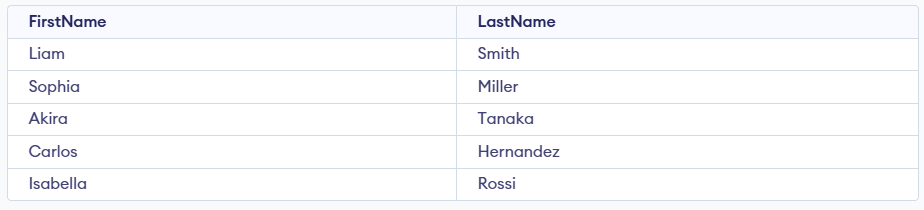 FirstName LastName
Liam Smith
Sophia Miller
Akira Tanaka
Carlos Hernandez
Isabella Rossi